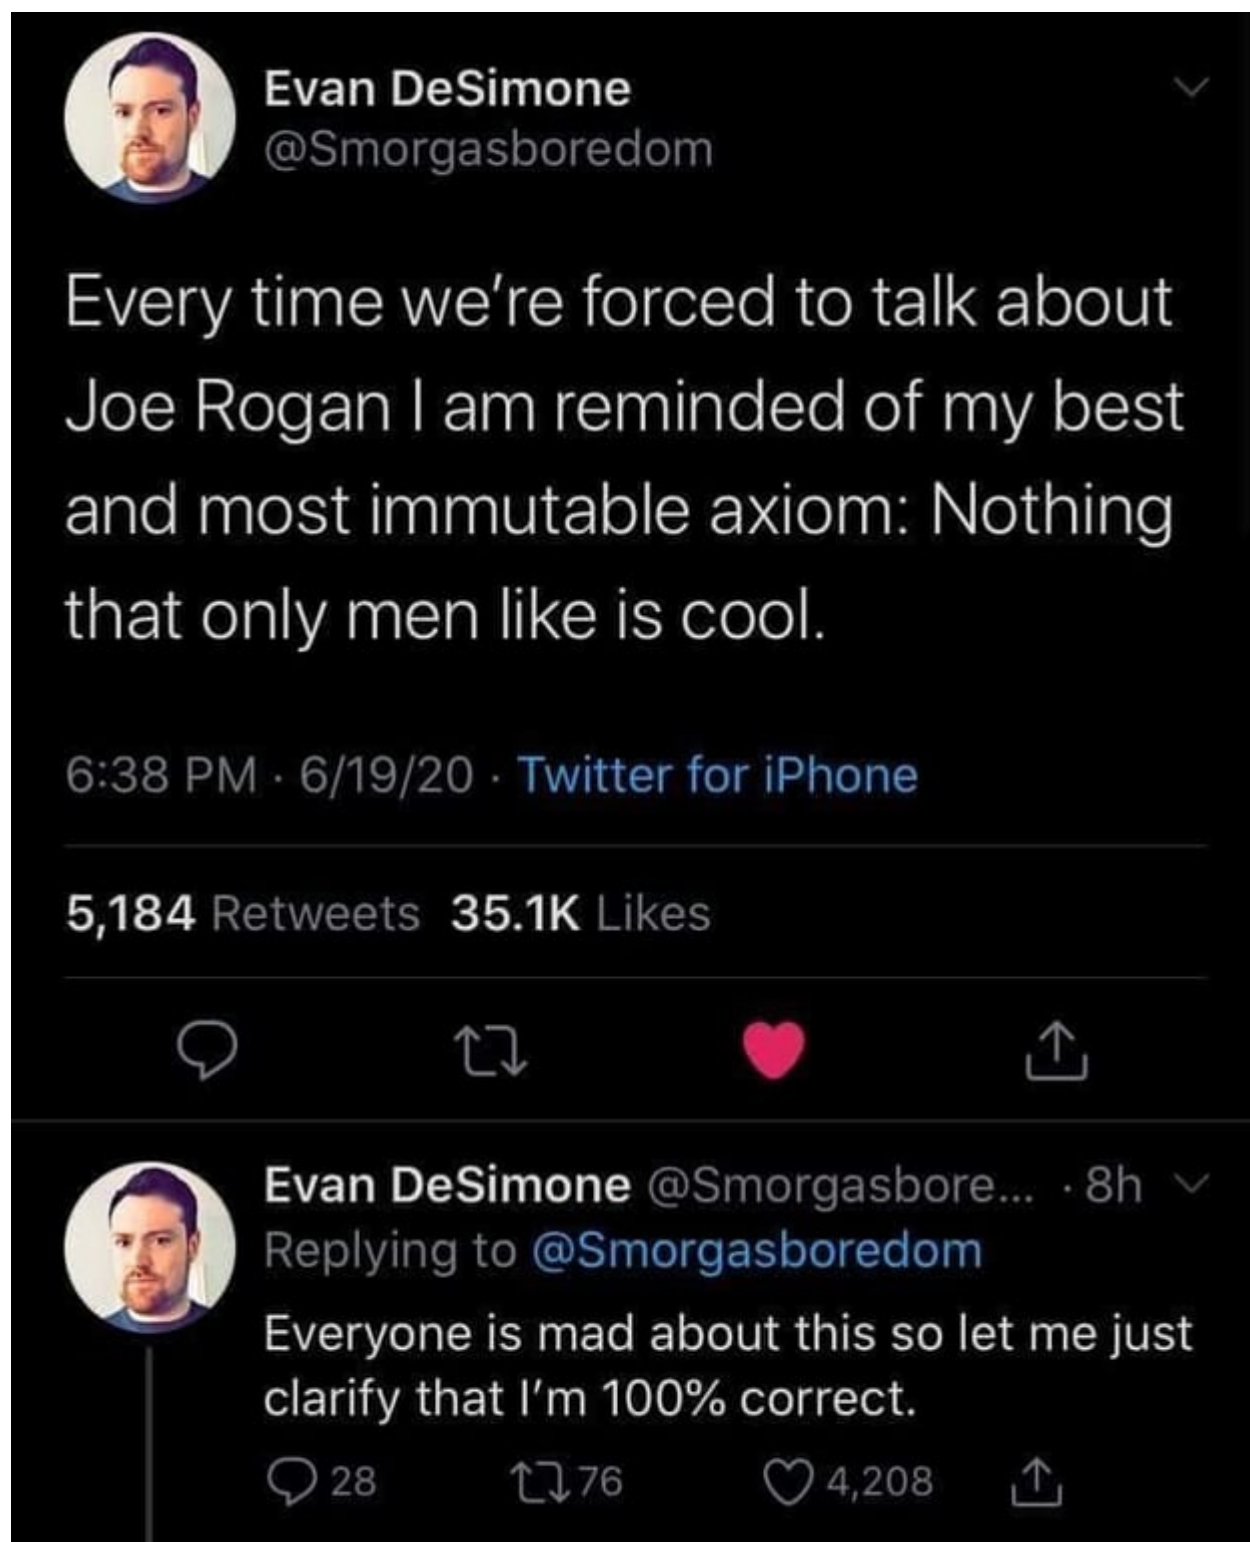 Evan DeSimone
@Smorgasboredom
Every time we're forced to talk about
Joe Rogan I am reminded of my best
and most immutable axiom: Nothing
that only men like is cool.
6:38 PM · 6/19/20 · Twitter for iPhone
5,184 Retweets 35.1K Likes
Evan DeSimone @Smorgasbore... · 8h
Replying to @Smorgasboredom
Everyone is mad about this so let me just
clarify that I'm 100% correct.
28 76 4,208